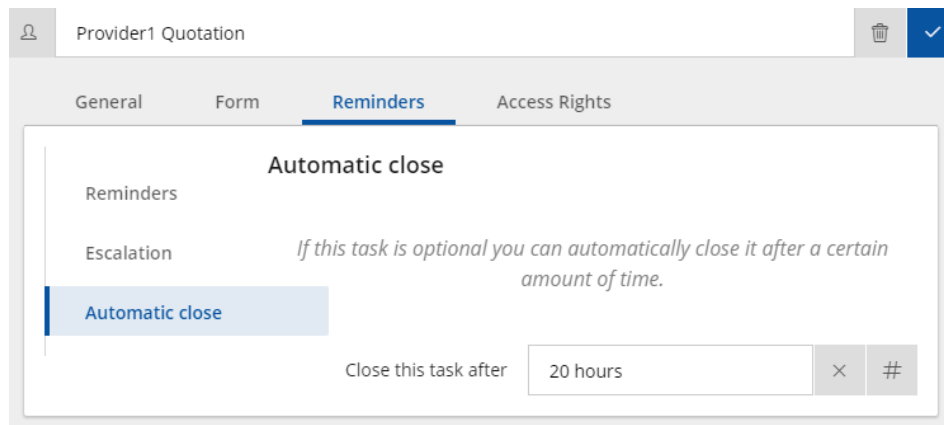 Provider1 Quotation
General Form Reminders Access Rights
Automatic close
Reminders
Escalation
Automatic close
If this task is optional you can automatically close it after a certain
amount of time.
Close this task after 20 hours × #